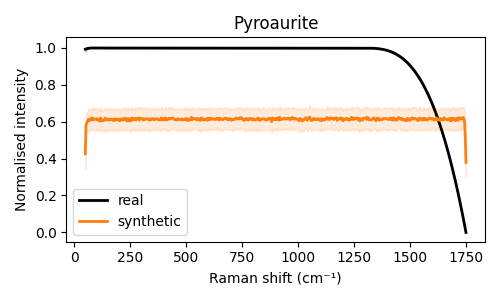 Pyroaurite
Normalised intensity
1.0
0.8
0.6
0.4
0.2
0.0
real
synthetic
0
250
500
750
1000
1250
1500
1750
Raman shift (cm⁻¹)